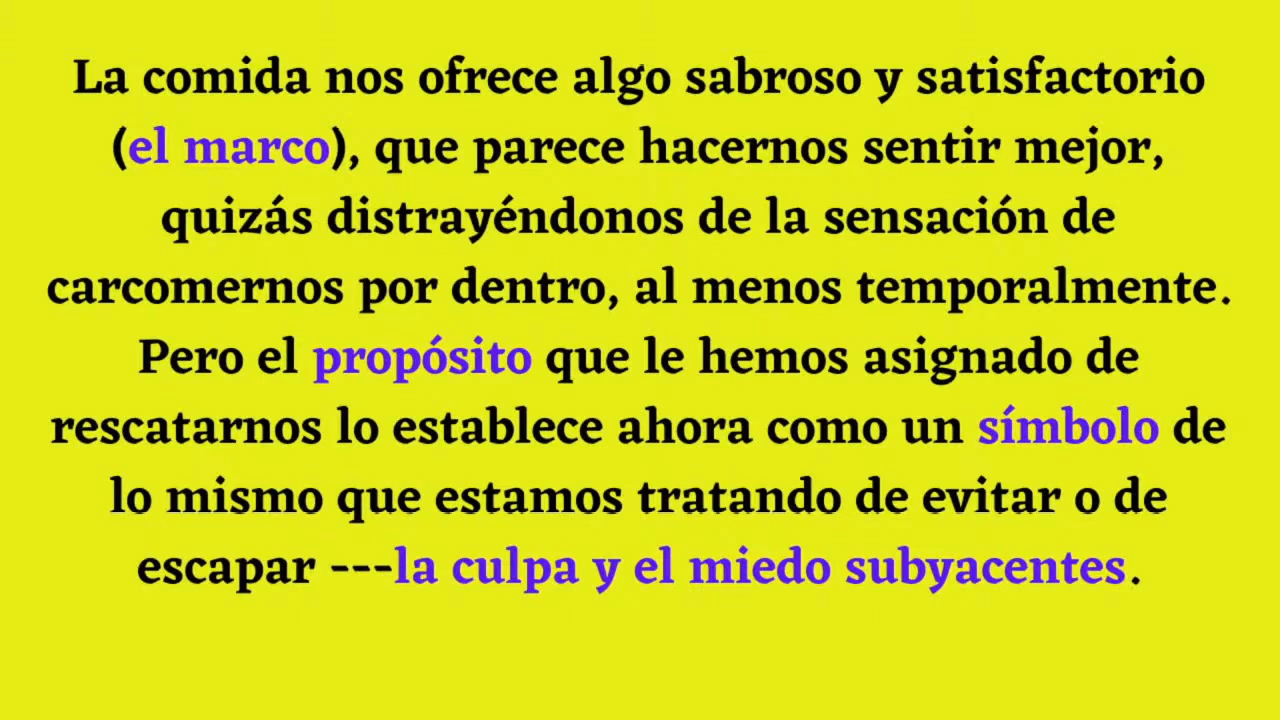 La comida nos ofrece algo sabroso y satisfactorio
(el marco), que parece hacernos sentir mejor,
quizás distrayéndonos de la sensación de
carcomernos por dentro, al menos temporalmente.
Pero el propósito que le hemos asignado de
rescatarnos lo establece ahora como un símbolo de
lo mismo que estamos tratando de evitar o de
escapar ---la culpa y el miedo subyacentes.